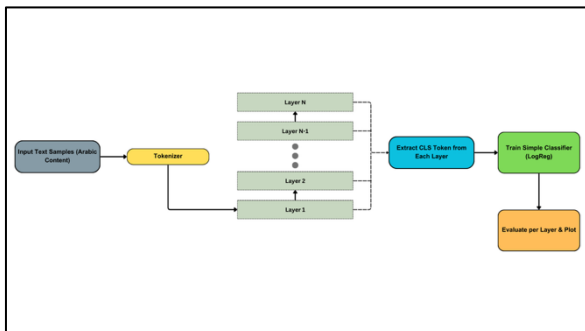 Input Text Samples (Arabic
Content)
Tokenizer
Layer N
Layer N-1
Layer 2
Layer 1
Extract CLS Token from
Each Layer
Train Simple Classifier
(LogReg)
Evaluate per Layer & Plot